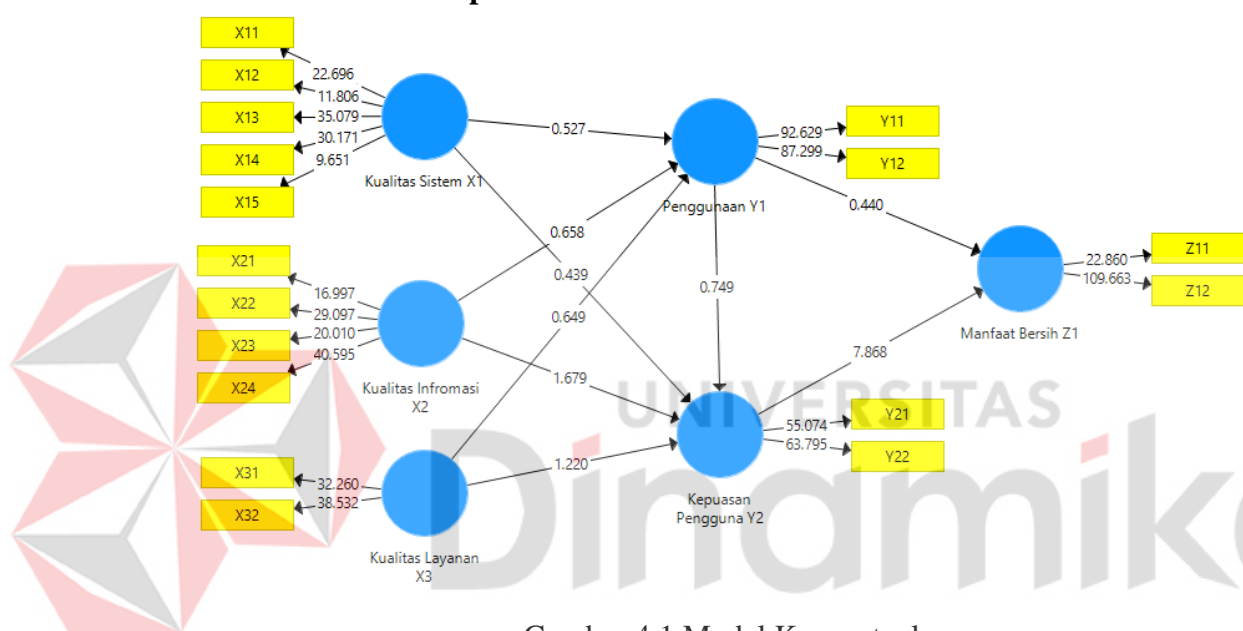 X11
X12
X13
X14
X15
22.696
11.806
35.079
30.171
9.651
Kualitas Sistem X1
X21
X22
X23
X24
16.997
29.097
20.010
40.595
Kualitas Infromasi
X2
X31
X32
32.260
38.532
Kualitas Layanan
X3
0.527
0.658
0.439
0.649
1.679
1.220
0.749
0.440
7.868
Penggunaan Y1
92.629
87.299
Y11
Y12
Kepuasan
Pengguna Y2
55.074
63.795
Y21
Y22
Manfaat Bersih Z1
22.860
109.663
Z11
Z12
UNIVERSITAS
Dinamika